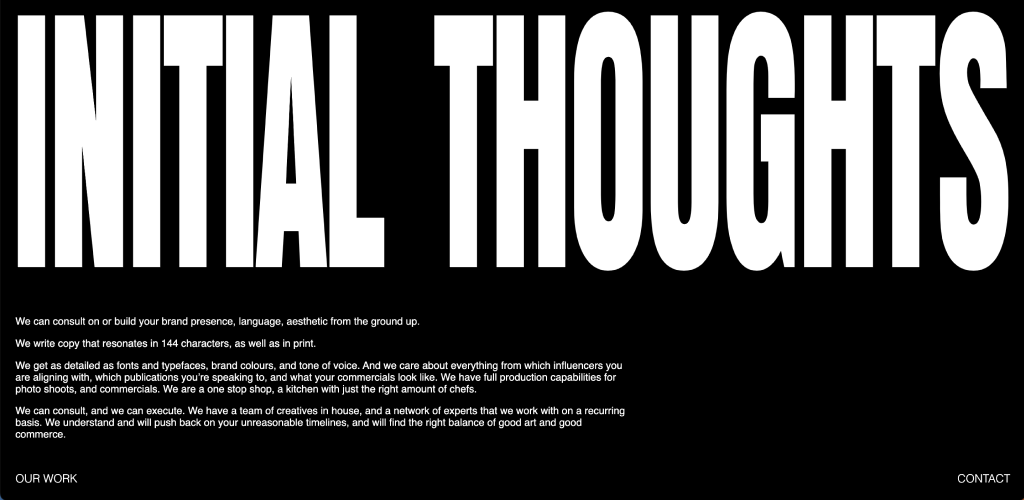 INITIAL THOUGHTS
We can consult on or build your brand presence, language, aesthetic from the ground up.
We write copy that resonates in 144 characters, as well as in print.
We get as detailed as fonts and typefaces, brand colours, and tone of voice. And we care about everything from which influencers you
are aligning with, which publications you're speaking to, and what your commercials look like. We have full production capabilities for
photo shoots, and commercials. We are a one stop shop, a kitchen with just the right amount of chefs.
We can consult, and we can execute. We have a team of creatives in house, and a network of experts that we work with on a recurring
basis. We understand and will push back on your unreasonable timelines, and will find the right balance of good art and good
commerce.
OUR WORK
CONTACT